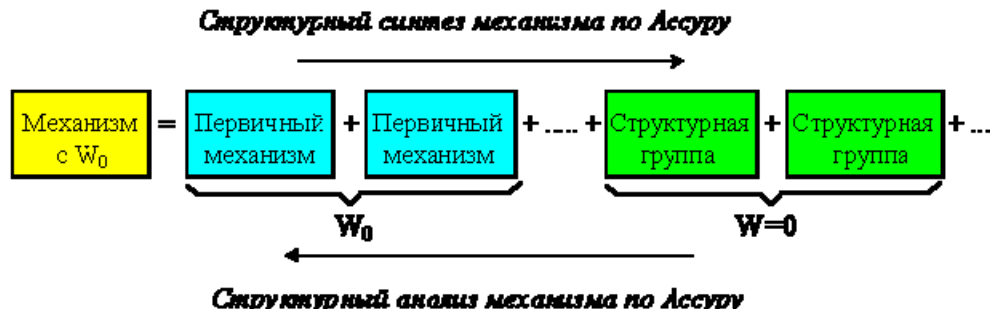 Структурный синтез механизма по Ассуру
Механизм с W₀ = Первичный механизм + Первичный механизм + ..... + Структурная группа + Структурная группа + ...
W₀ W=0
Структурный анализ механизма по Ассуру